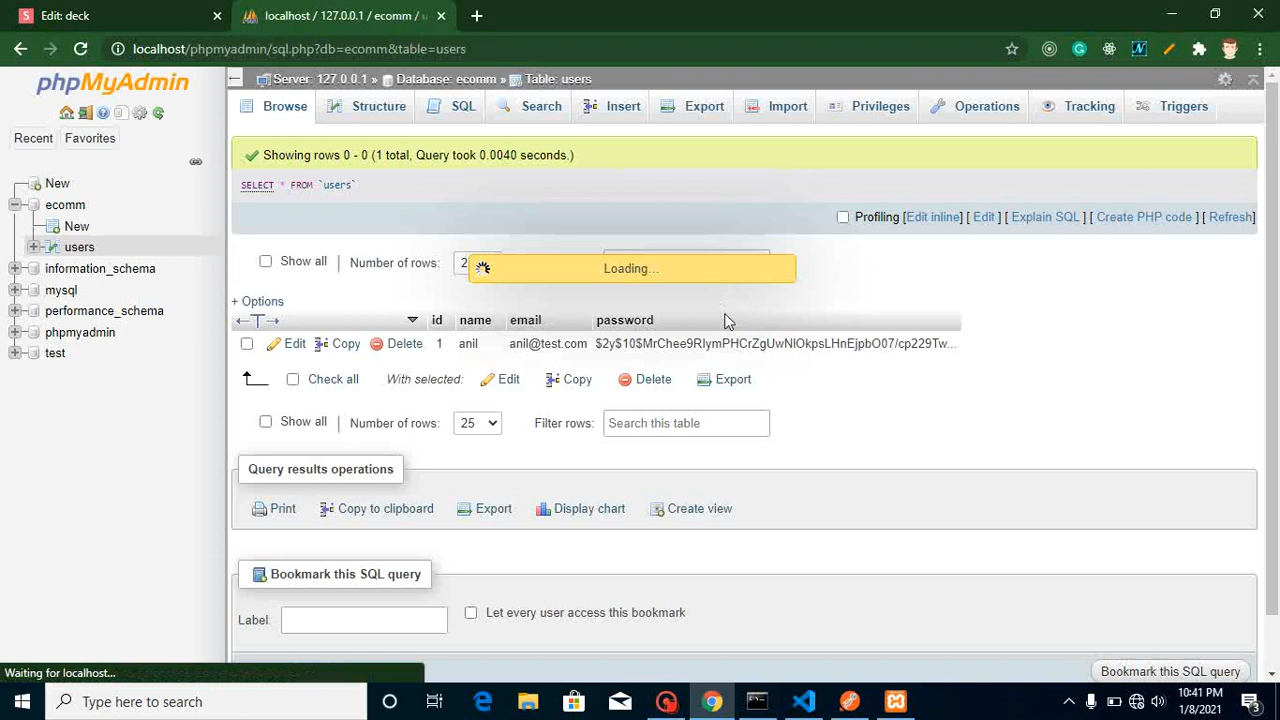 Edit: deck
localhost / 127.0.0.1 / ecomm / u
localhost/phpmyadmin/sql.php?db=ecomm&table=users
phpMyAdmin
Recent Favorites
New
ecomm
New
users
information_schema
mysql
performance_schema
phpmyadmin
test
Server: 127.0.0.1 » Database: ecomm » Table: users
Browse Structure SQL Search Insert Export Import Privileges Operations Tracking Triggers
Showing rows 0 - 0 (1 total, Query took 0.0040 seconds.)
SELECT * FROM `users`
Profiling [Edit inline] [ Edit ] [ Explain SQL ] [ Create PHP code ] [ Refresh]
Show all Number of rows: 2
Loading...
+ Options
id name email password
Edit Copy Delete 1 anil anil@test.com $2y$10$MrChee9RIymPHCrZgUwNlOkpsLHnEjpbO07/cp229Tw...
Check all With selected: Edit Copy Delete Export
Show all Number of rows: 25 Filter rows: Search this table
Query results operations
Print Copy to clipboard Export Display chart Create view
Bookmark this SQL query
Label: Let every user access this bookmark
Bookmark this SQL query
Waiting for localhost...
Type here to search
10:41 PM
1/8/2021
3